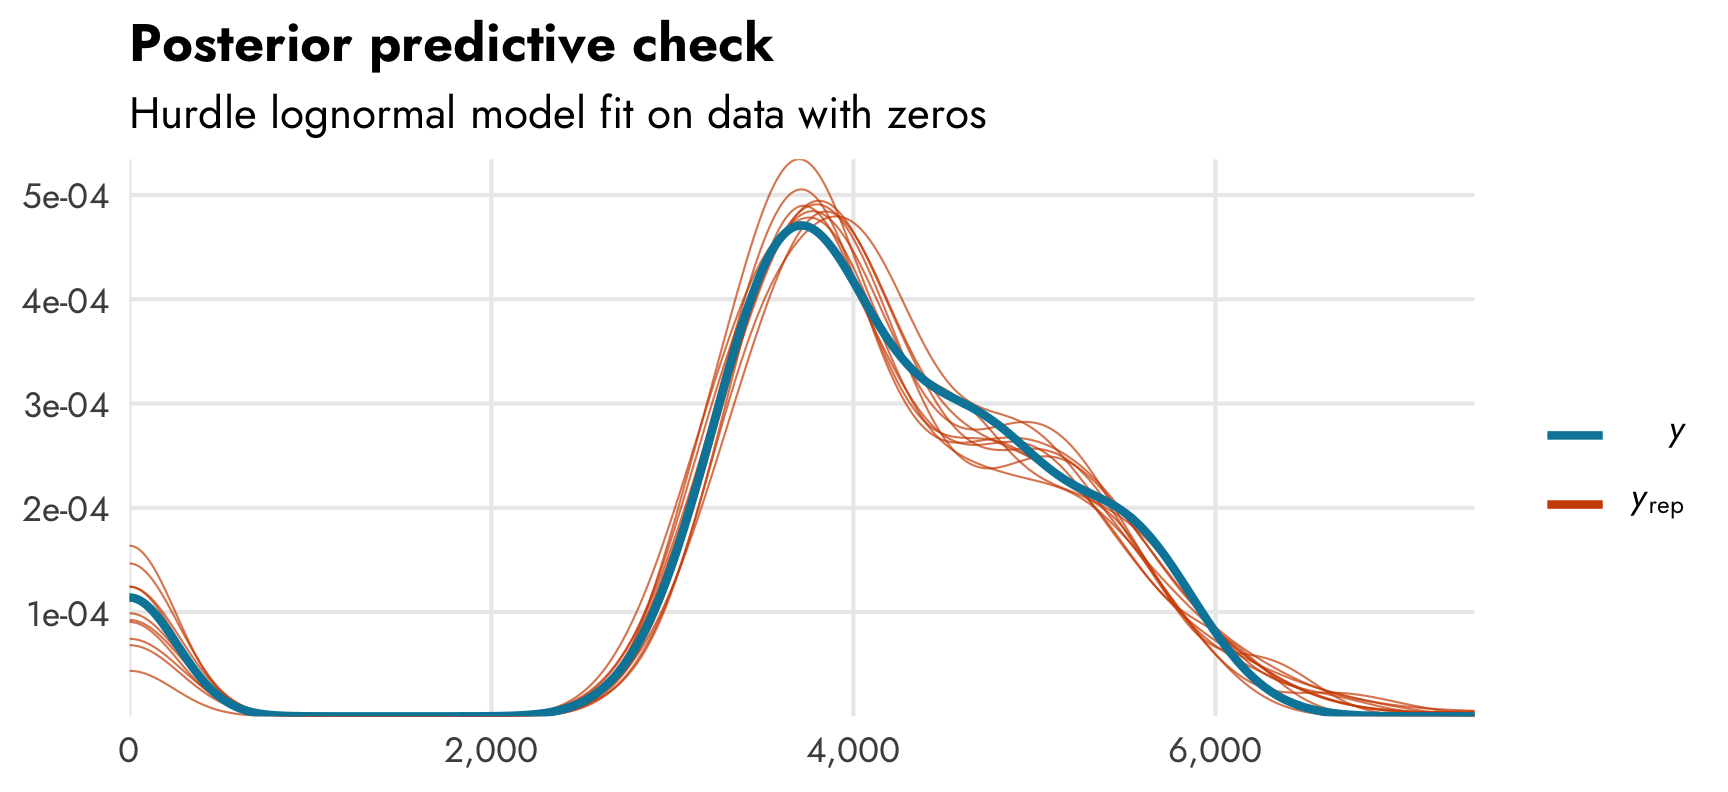 Posterior predictive check
Hurdle lognormal model fit on data with zeros
5e-04
4e-04
3e-04
2e-04
1e-04
0 2,000 4,000 6,000
y
yrep